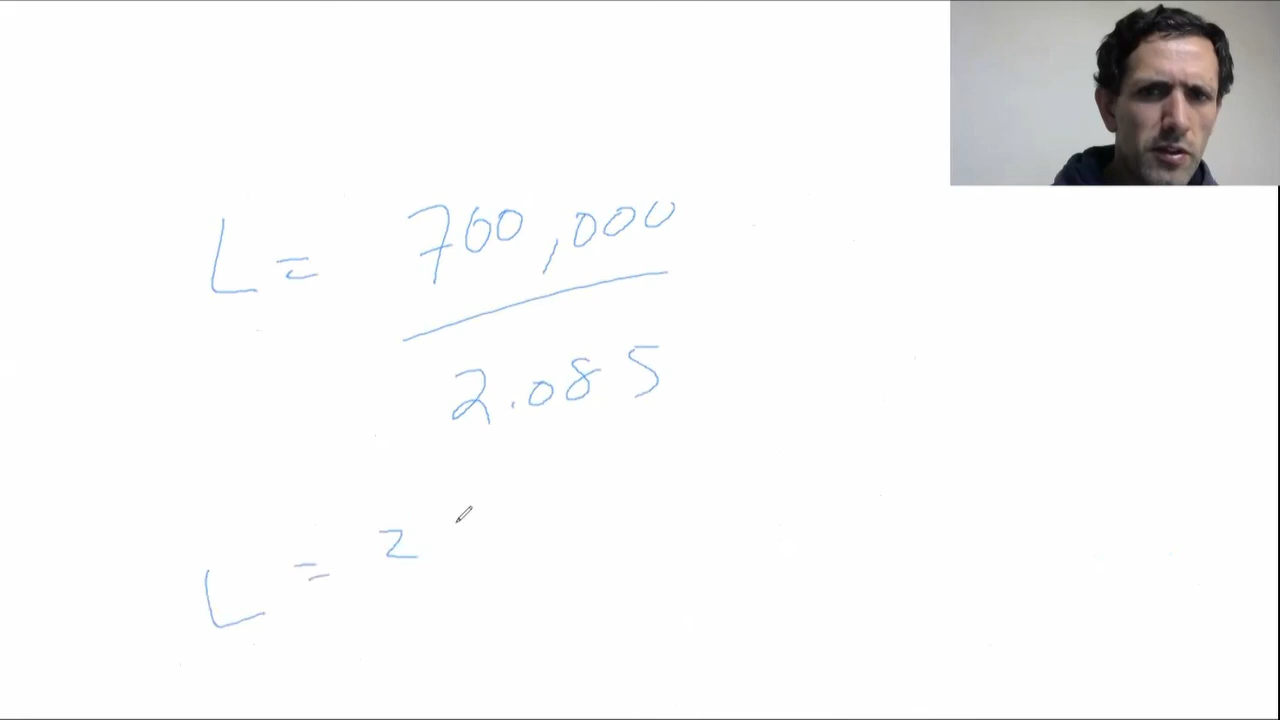 L = 700,000
2.085
L = 2